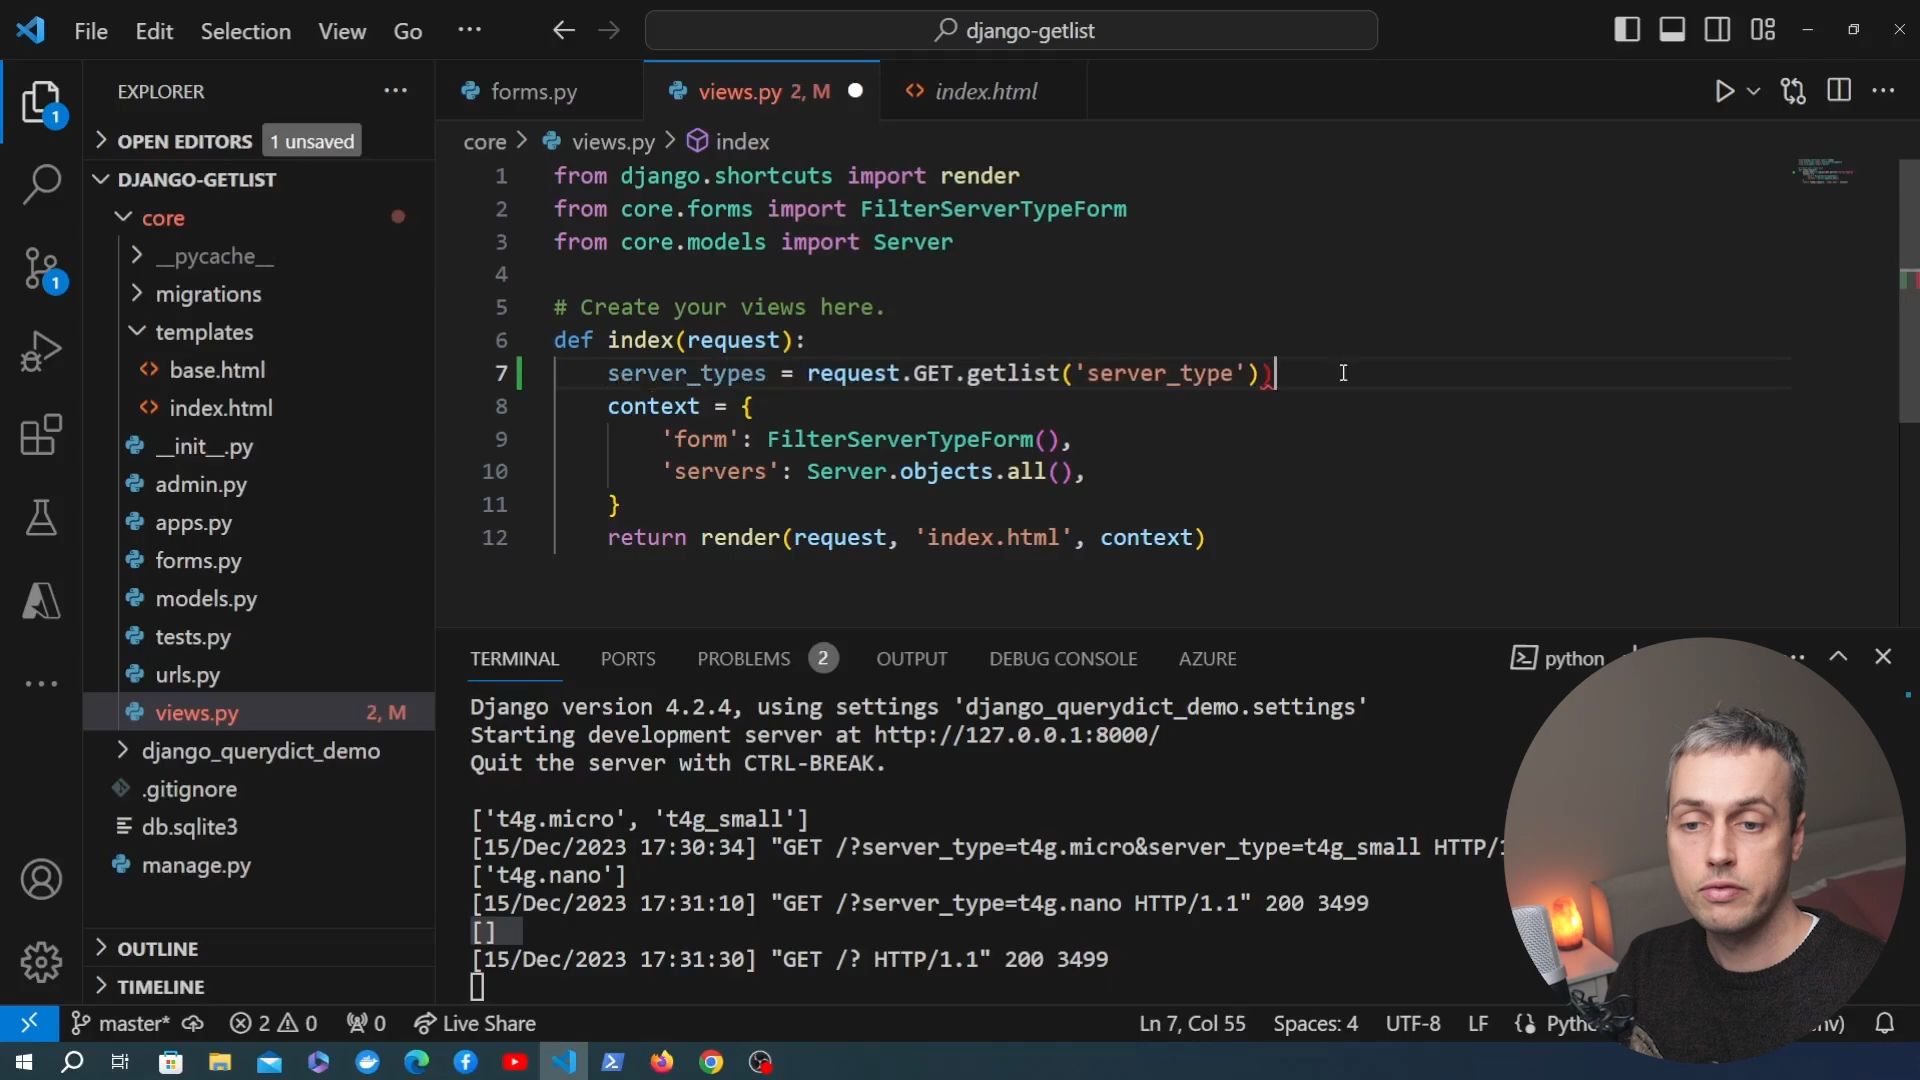 File Edit Selection View Go ··· django-getlist
EXPLORER ···
1
OPEN EDITORS 1 unsaved
DJANGO-GETLIST
core
__pycache__
migrations
templates
base.html
index.html
__init__.py
admin.py
apps.py
forms.py
models.py
tests.py
urls.py
views.py 2, M
django_querydict_demo
.gitignore
db.sqlite3
manage.py
OUTLINE
TIMELINE
1
forms.py views.py 2, M index.html
core > views.py > index
1 from django.shortcuts import render
2 from core.forms import FilterServerTypeForm
3 from core.models import Server
4
5 # Create your views here.
6 def index(request):
7 server_types = request.GET.getlist('server_type'))
8 context = {
9 'form': FilterServerTypeForm(),
10 'servers': Server.objects.all(),
11 }
12 return render(request, 'index.html', context)
TERMINAL PORTS PROBLEMS 2 OUTPUT DEBUG CONSOLE AZURE python
Django version 4.2.4, using settings 'django_querydict_demo.settings'
Starting development server at http://127.0.0.1:8000/
Quit the server with CTRL-BREAK.
['t4g.micro', 't4g_small']
[15/Dec/2023 17:30:34] "GET /?server_type=t4g.micro&server_type=t4g_small HTTP/1
['t4g.nano']
[15/Dec/2023 17:31:10] "GET /?server_type=t4g.nano HTTP/1.1" 200 3499
[]
[15/Dec/2023 17:31:30] "GET /? HTTP/1.1" 200 3499
master* 2 0 0 Live Share Ln 7, Col 55 Spaces: 4 UTF-8 LF